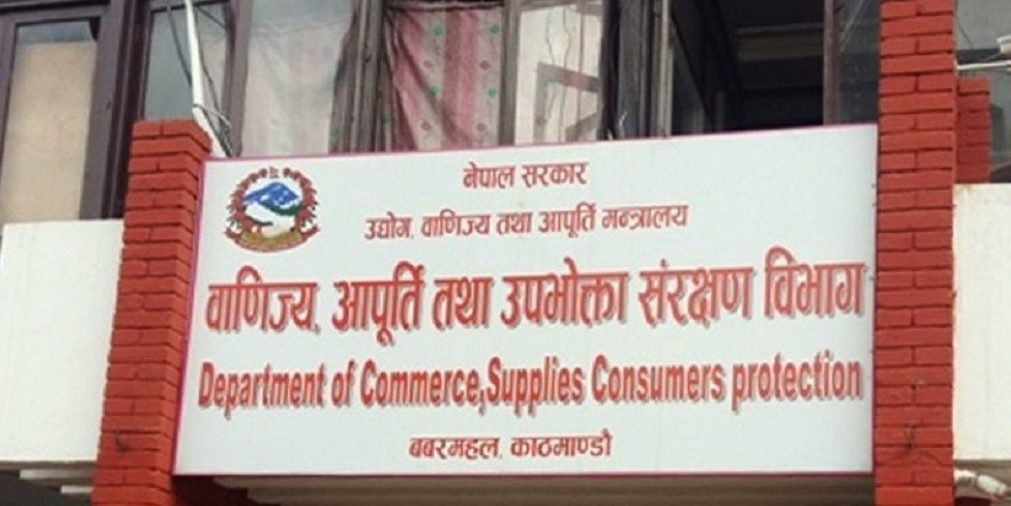 नेपाल सरकार
उद्योग, वाणिज्य तथा आपूर्ति मन्त्रालय
वाणिज्य, आपूर्ति तथा उपभोक्ता संरक्षण विभाग
Department of Commerce,Supplies Consumers protection
बबरमहल, काठमाण्डौ